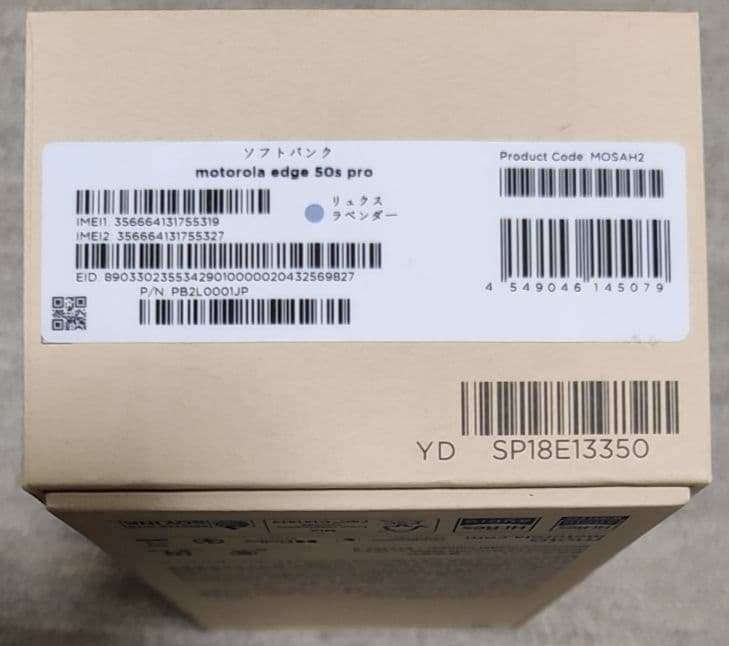 ソフトバンク
motorola edge 50s pro
Product Code: MOSAH2
リュクス
ラベンダー
IMEI1: 356664131755319
IMEI2: 356664131755327
EID: 89033023553429010000020432569827
P/N: PB2L0001JP
4 549046 145079
YD SP18E13350